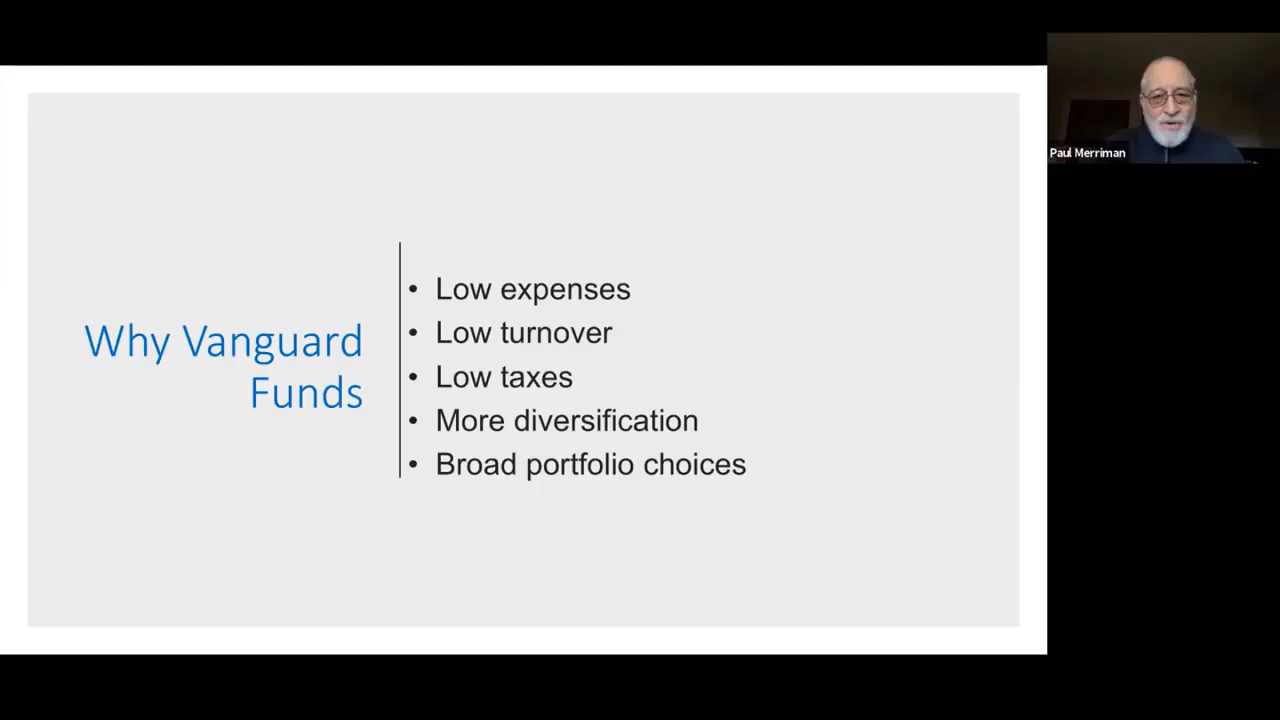 Why Vanguard
Funds
• Low expenses
• Low turnover
• Low taxes
• More diversification
• Broad portfolio choices
Paul Merriman